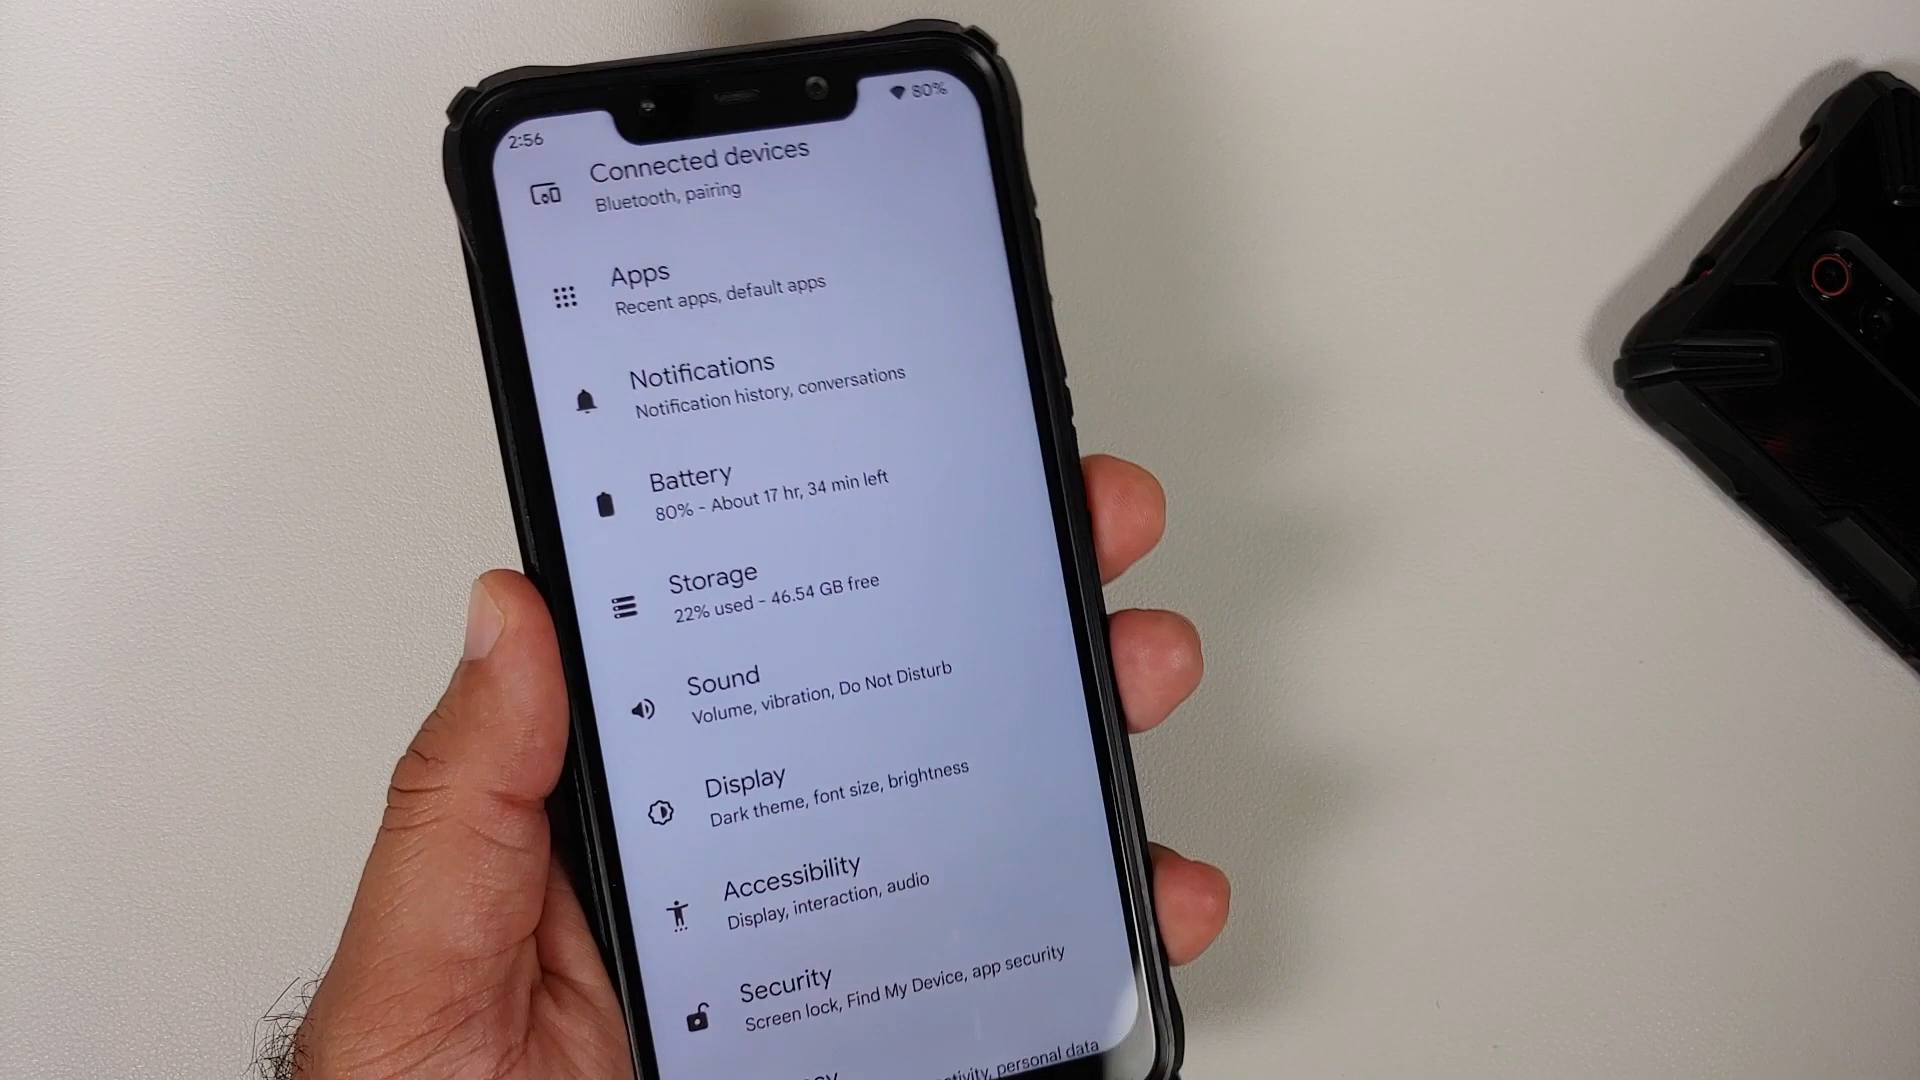 2:56
80%
Connected devices
Bluetooth, pairing
Apps
Recent apps, default apps
Notifications
Notification history, conversations
Battery
80% - About 17 hr, 34 min left
Storage
22% used - 46.54 GB free
Sound
Volume, vibration, Do Not Disturb
Display
Dark theme, font size, brightness
Accessibility
Display, interaction, audio
Security
Screen lock, Find My Device, app security
personal data